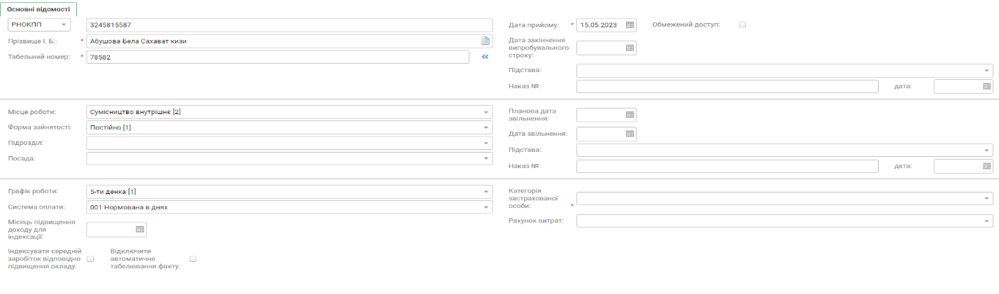 Основні відомості
РНОКПП
3245815587
Прізвище І. Б.: *
Абушова Бела Сахават кизи
Табельний номер: *
78582
Дата прийому: *
15.05.2023
Обмежений доступ:
Дата закінчення
випробувального
строку:
Підстава:
Наказ №:
дата:
Місце роботи:
Сумісництво внутрішнє [2]
Форма зайнятості:
Постійно [1]
Підрозділ:
Посада:
Планова дата
звільнення:
Дата звільнення:
Підстава:
Наказ №:
дата:
Графік роботи:
5-ти денка [1]
Система оплати:
001 Нормована в днях
Місяць підвищення
доходу для
індексації:
Індексувати середній
заробіток відповідно
підвищення окладу:
Відключити
автоматичне
табелювання факту:
Категорія
застрахованої
особи: *
Рахунок витрат: